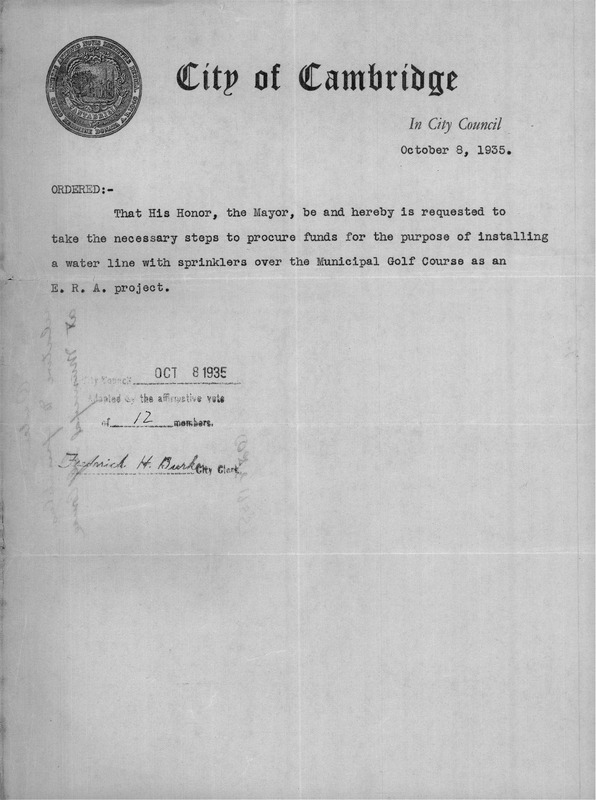 City of Cambridge
In City Council
October 8, 1935.
ORDERED:-
That His Honor, the Mayor, be and hereby is requested to
take the necessary steps to procure funds for the purpose of installing
a water line with sprinklers over the Municipal Golf Course as an
E. R. A. project.
City Council OCT 8 1935
Adopted by the affirmative vote
of 12 members.
Frederick H. Burke City Clerk